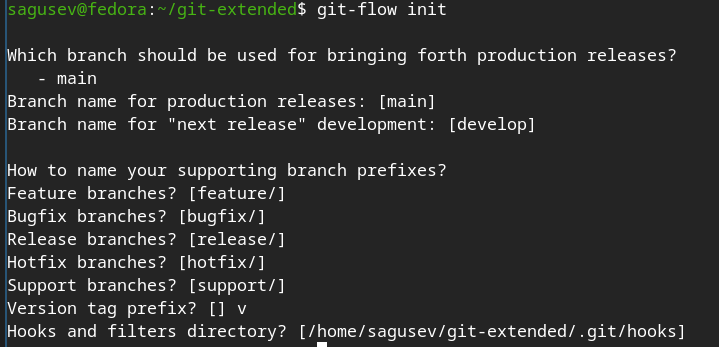 sagusev@fedora:~/git-extended$ git-flow init
Which branch should be used for bringing forth production releases?
- main
Branch name for production releases: [main]
Branch name for "next release" development: [develop]
How to name your supporting branch prefixes?
Feature branches? [feature/]
Bugfix branches? [bugfix/]
Release branches? [release/]
Hotfix branches? [hotfix/]
Support branches? [support/]
Version tag prefix? [] v
Hooks and filters directory? [/home/sagusev/git-extended/.git/hooks]